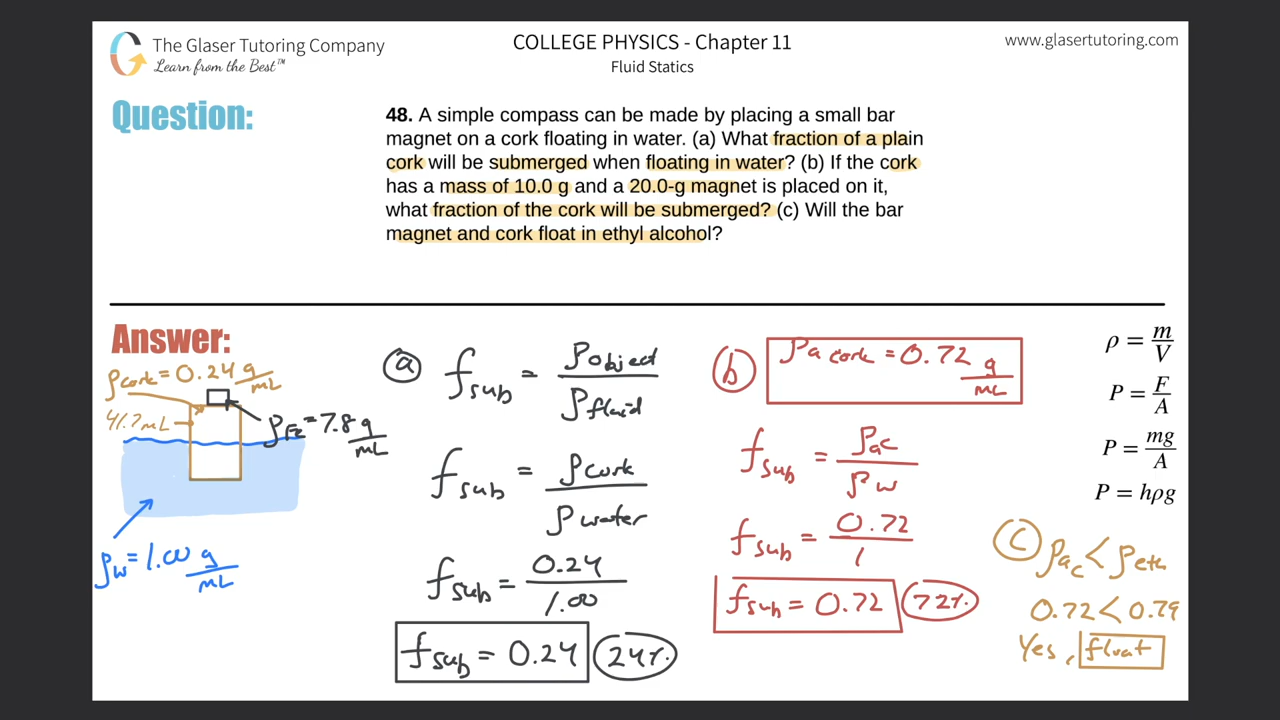 The Glaser Tutoring Company
Learn from the Best™
COLLEGE PHYSICS - Chapter 11
Fluid Statics
www.glasertutoring.com
Question:
48. A simple compass can be made by placing a small bar
magnet on a cork floating in water. (a) What fraction of a plain
cork will be submerged when floating in water? (b) If the cork
has a mass of 10.0 g and a 20.0-g magnet is placed on it,
what fraction of the cork will be submerged? (c) Will the bar
magnet and cork float in ethyl alcohol?
Answer:
ρcork = 0.24 g/mL
41.7 mL
ρFe = 7.8 g/mL
ρw = 1.00 g/mL
a
fsub = ρobject / ρfluid
fsub = ρcork / ρwater
fsub = 0.24 / 1.00
fsub = 0.24 24%
b
ρa cork = 0.72 g/mL
fsub = ρac / ρw
fsub = 0.72 / 1
fsub = 0.72 72%
ρ = m/V
P = F/A
P = mg/A
P = hρg
c
ρac < ρeth
0.72 < 0.79
Yes, float